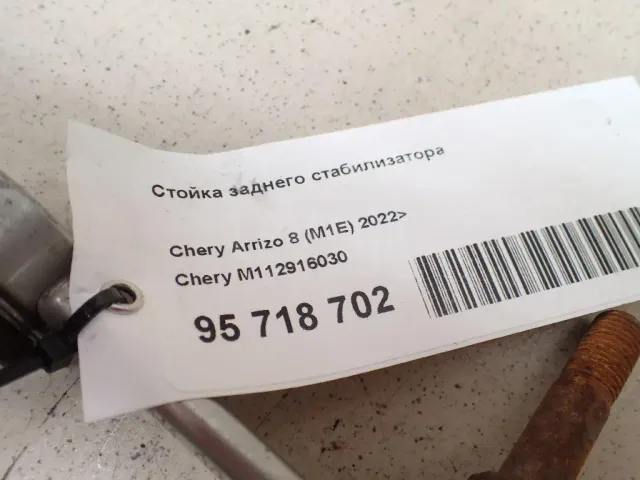 Стойка заднего стабилизатора
Chery Arrizo 8 (M1E) 2022>
Chery M112916030
95 718 702